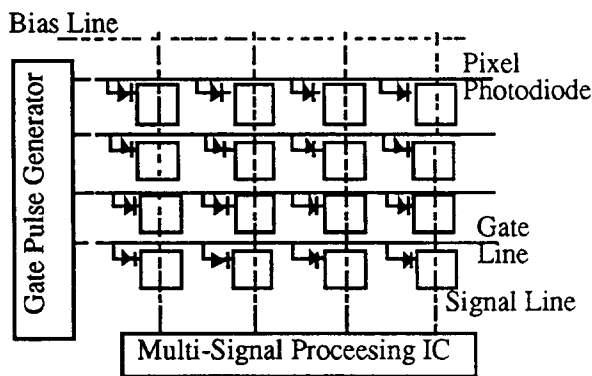 Bias Line
Pixel
Photodiode
Gate Pulse Generator
Gate
Line
Signal Line
Multi-Signal Proceesing IC